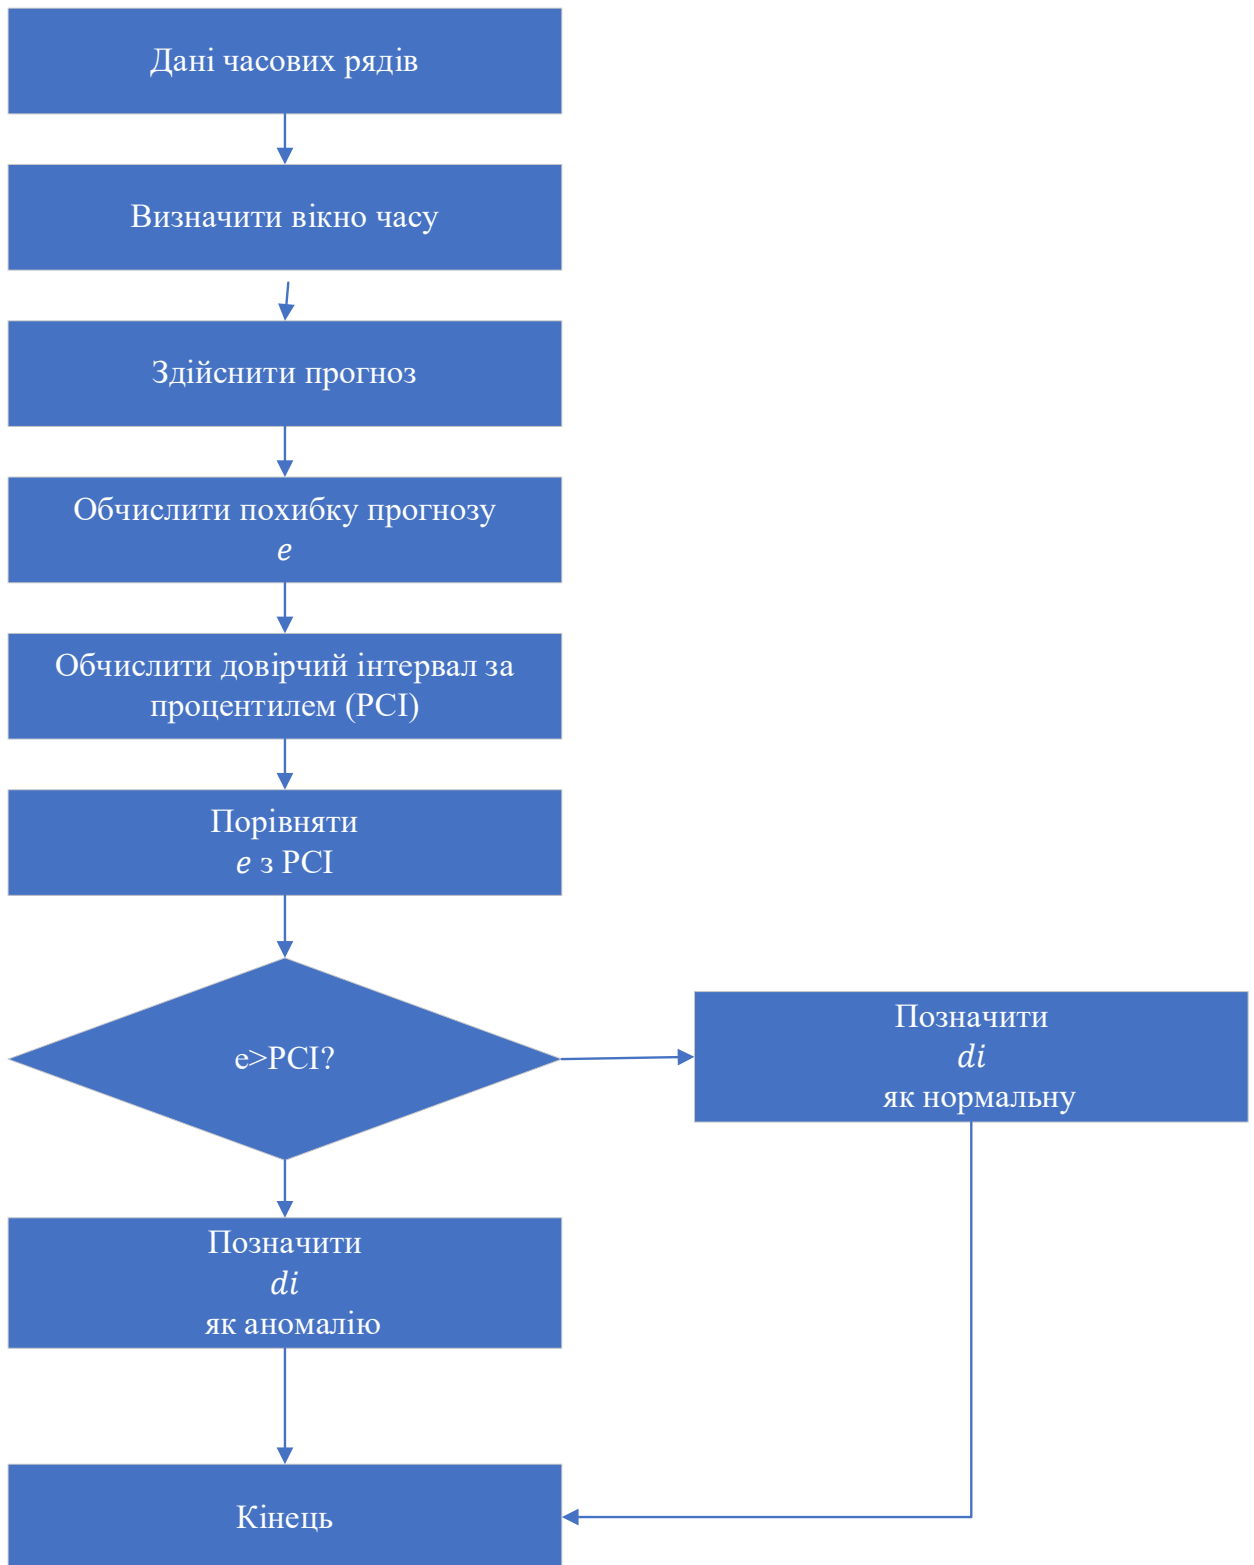 Дані часових рядів
Визначити вікно часу
Здійснити прогноз
Обчислити похибку прогнозу
e
Обчислити довірчий інтервал за
процентилем (PCI)
Порівняти
e з PCI
e>PCI?
Позначити
di
як нормальну
Позначити
di
як аномалію
Кінець